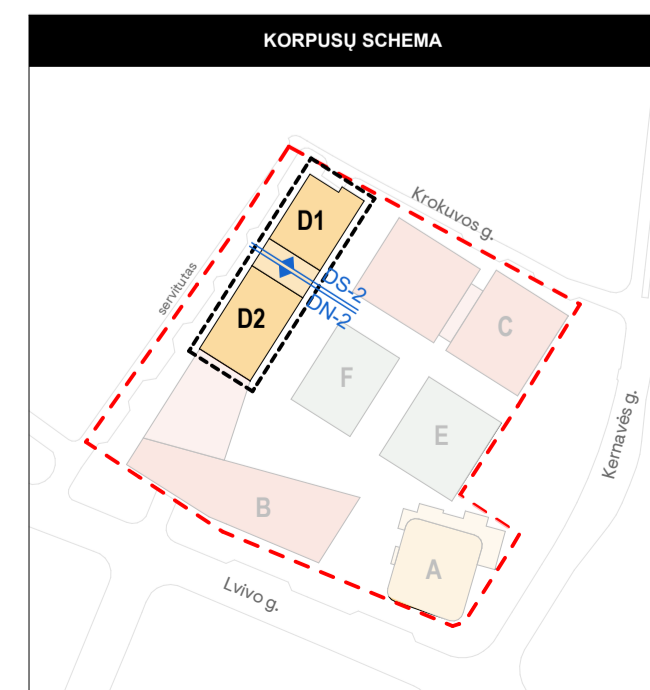 KORPUSŲ SCHEMA
Krokuvos g.
D1
servitutas
DS-2
DN-2
D2
C
F
Kernavės g.
E
B
A
Lvivo g.